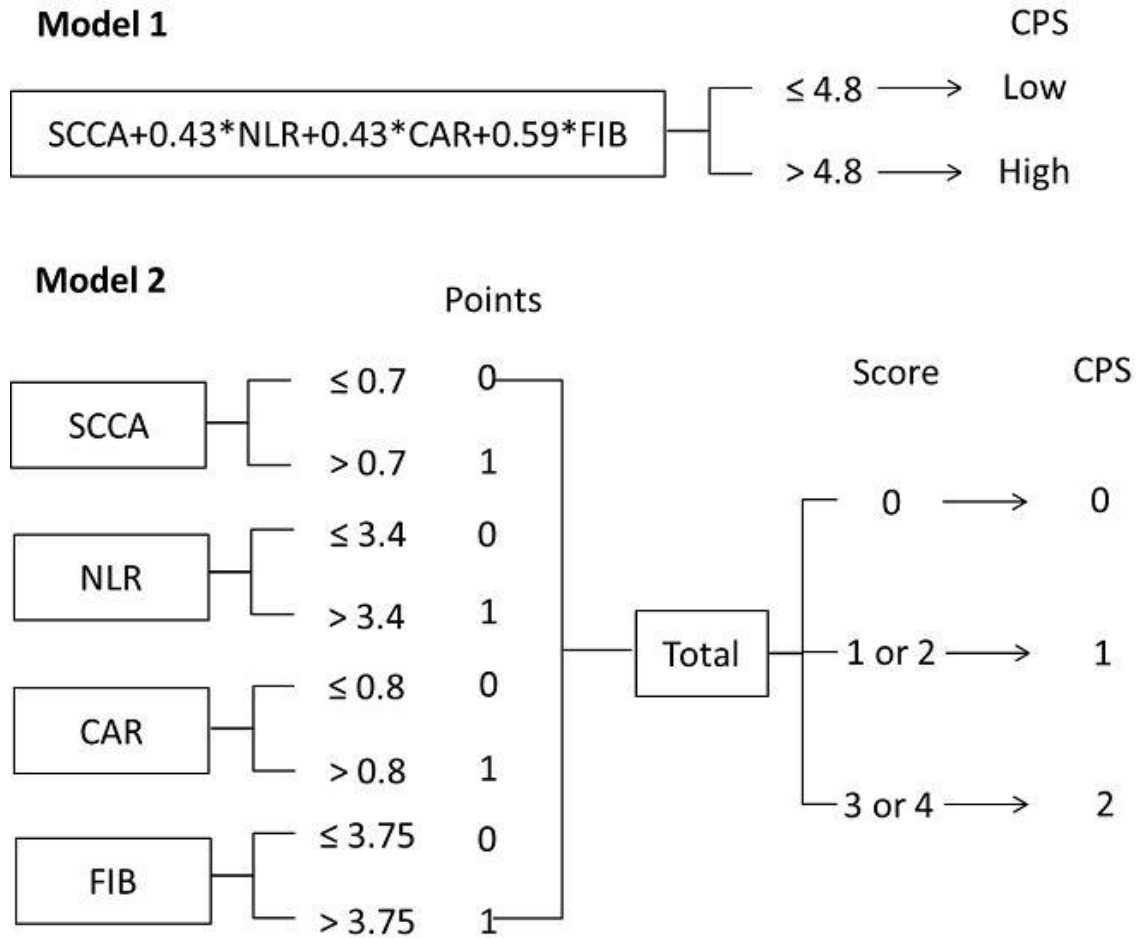 Model 1
CPS
SCCA+0.43*NLR+0.43*CAR+0.59*FIB
≤ 4.8
Low
> 4.8
High
Model 2
Points
Score
CPS
SCCA
≤ 0.7
0
> 0.7
1
NLR
≤ 3.4
0
> 3.4
1
CAR
≤ 0.8
0
> 0.8
1
FIB
≤ 3.75
0
> 3.75
1
Total
0
0
1 or 2
1
3 or 4
2